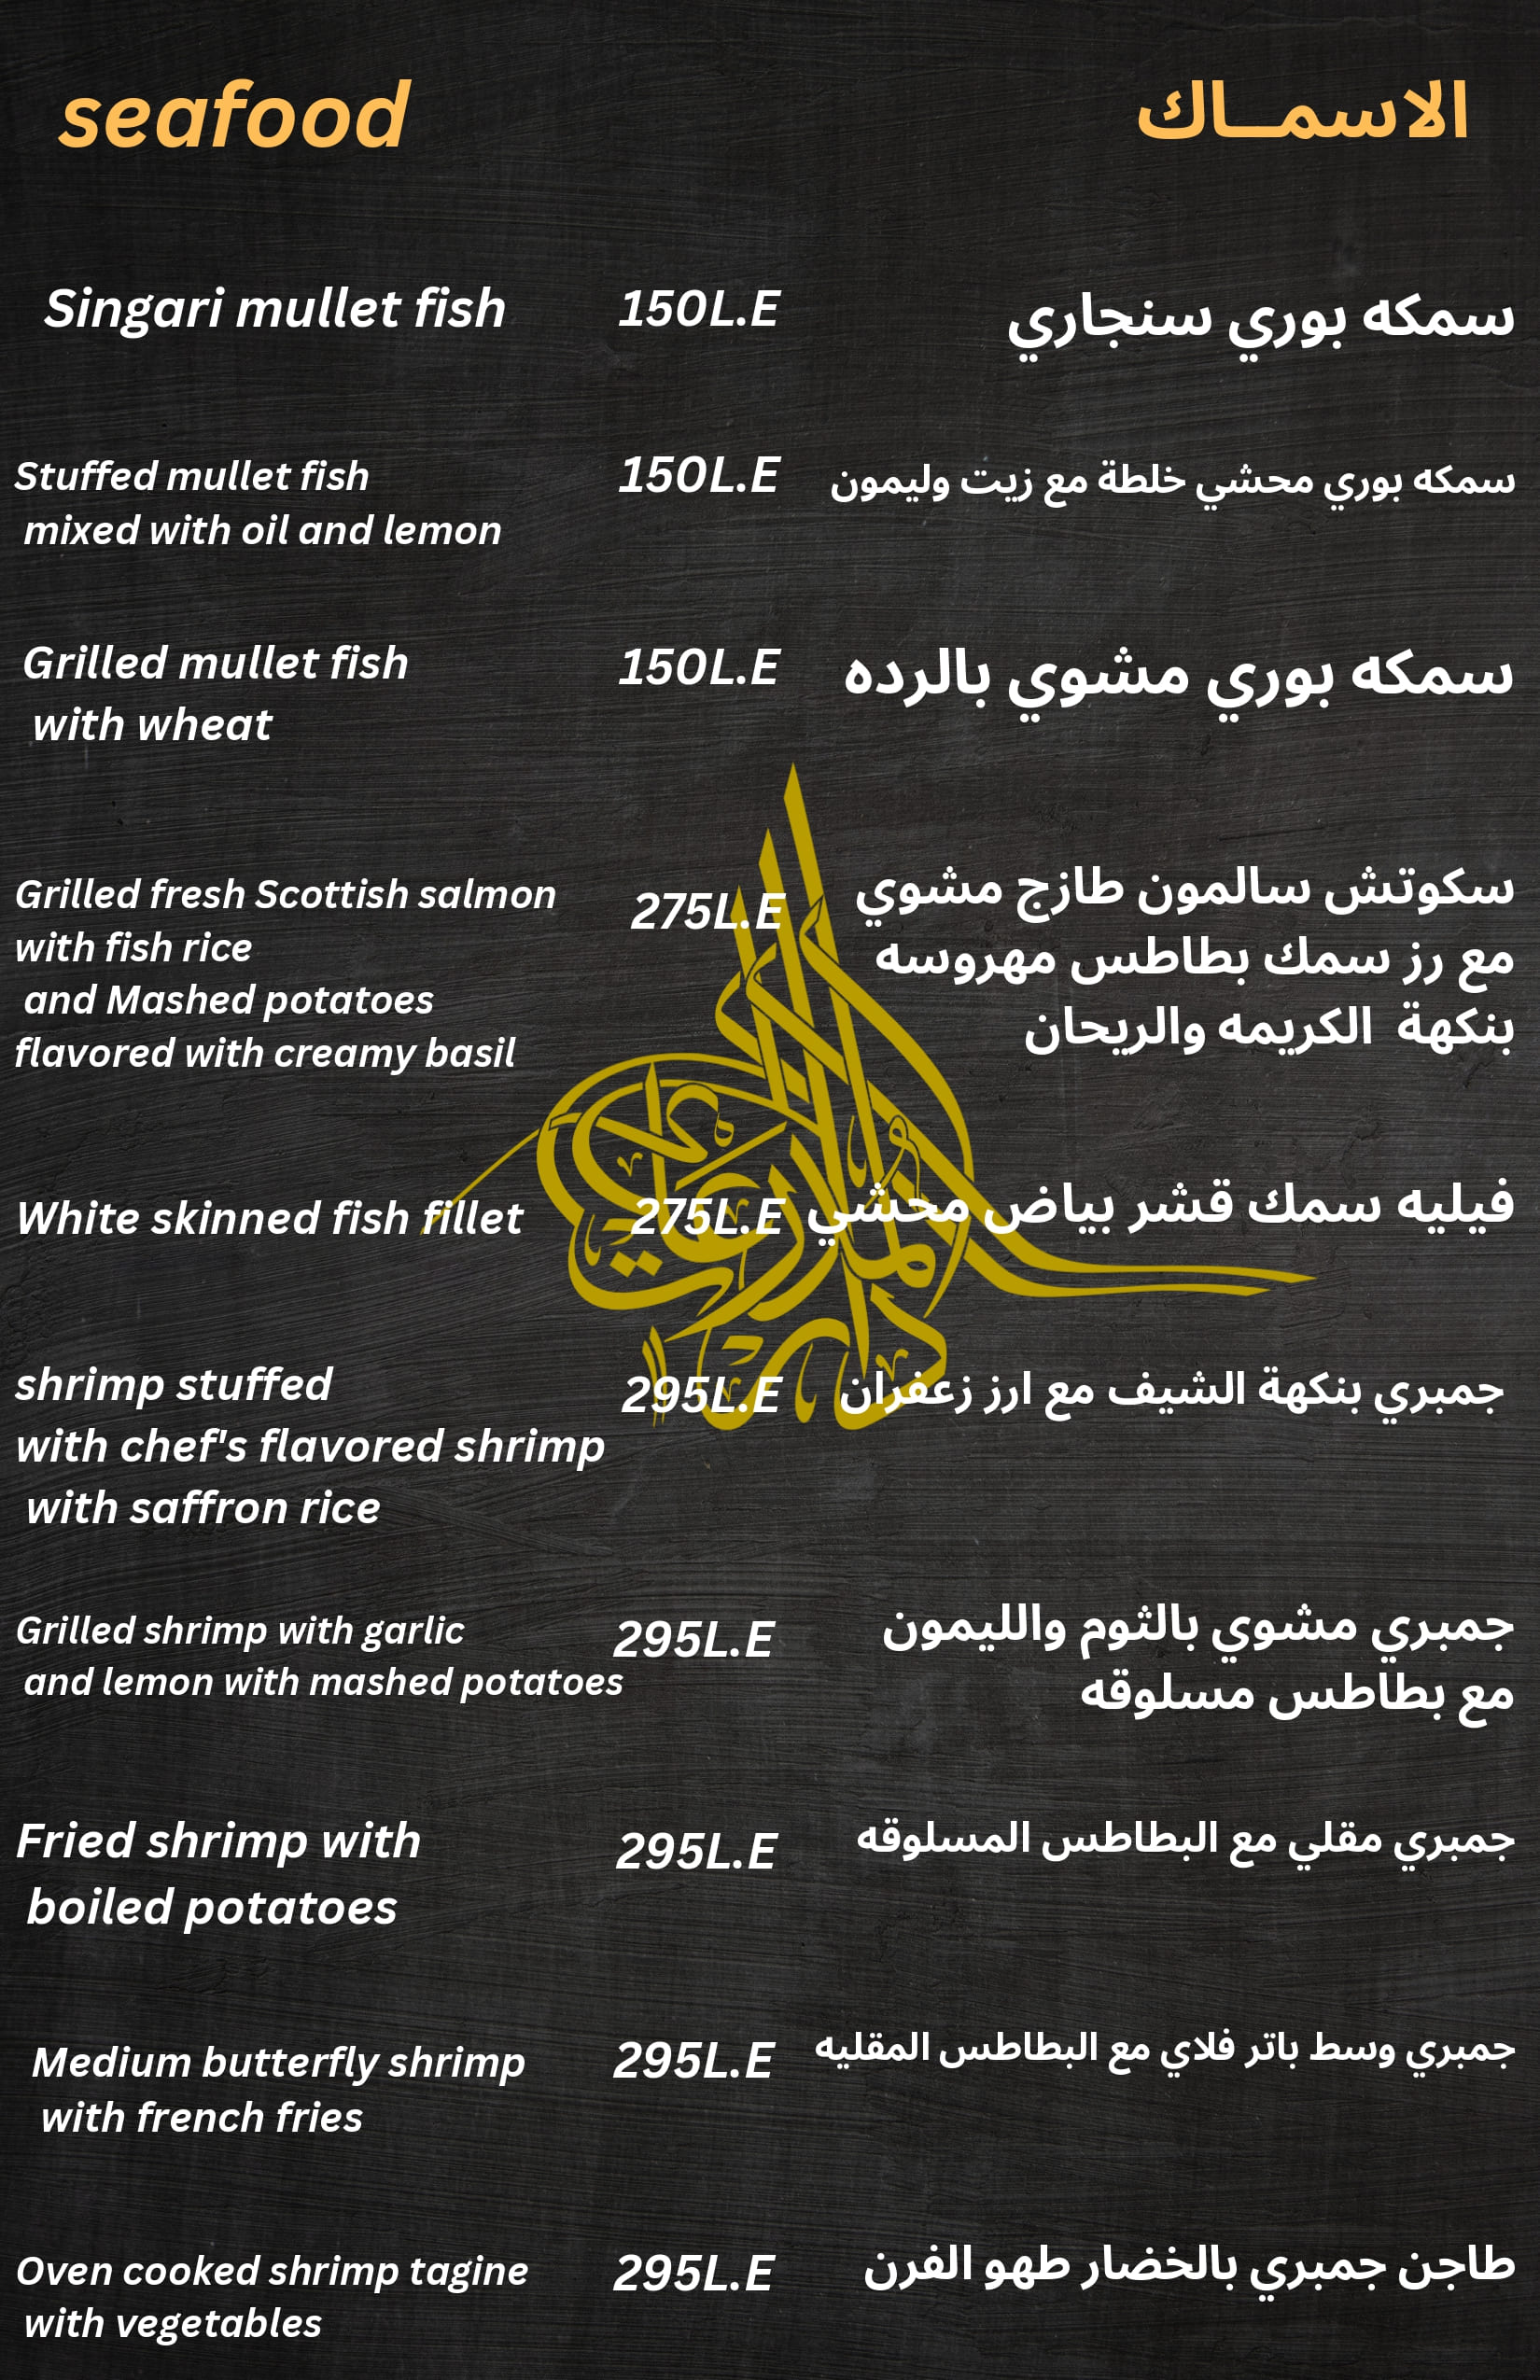 seafood
الاسمــاك
Singari mullet fish
150L.E
سمكه بوري سنجاري
Stuffed mullet fish
mixed with oil and lemon
150L.E
سمكه بوري محشي خلطة مع زيت وليمون
Grilled mullet fish
with wheat
150L.E
سمكه بوري مشوي بالرده
Grilled fresh Scottish salmon
with fish rice
and Mashed potatoes
flavored with creamy basil
275L.E
سكوتش سالمون طازج مشوي
مع رز سمك بطاطس مهروسه
بنكهة الكريمه والريحان
White skinned fish fillet
275L.E
فيليه سمك قشر بياض محشي
shrimp stuffed
with chef's flavored shrimp
with saffron rice
295L.E
جمبري بنكهة الشيف مع ارز زعفران
Grilled shrimp with garlic
and lemon with mashed potatoes
295L.E
جمبري مشوي بالثوم والليمون
مع بطاطس مسلوقه
Fried shrimp with
boiled potatoes
295L.E
جمبري مقلي مع البطاطس المسلوقه
Medium butterfly shrimp
with french fries
295L.E
جمبري وسط باتر فلاي مع البطاطس المقليه
Oven cooked shrimp tagine
with vegetables
295L.E
طاجن جمبري بالخضار طهو الفرن